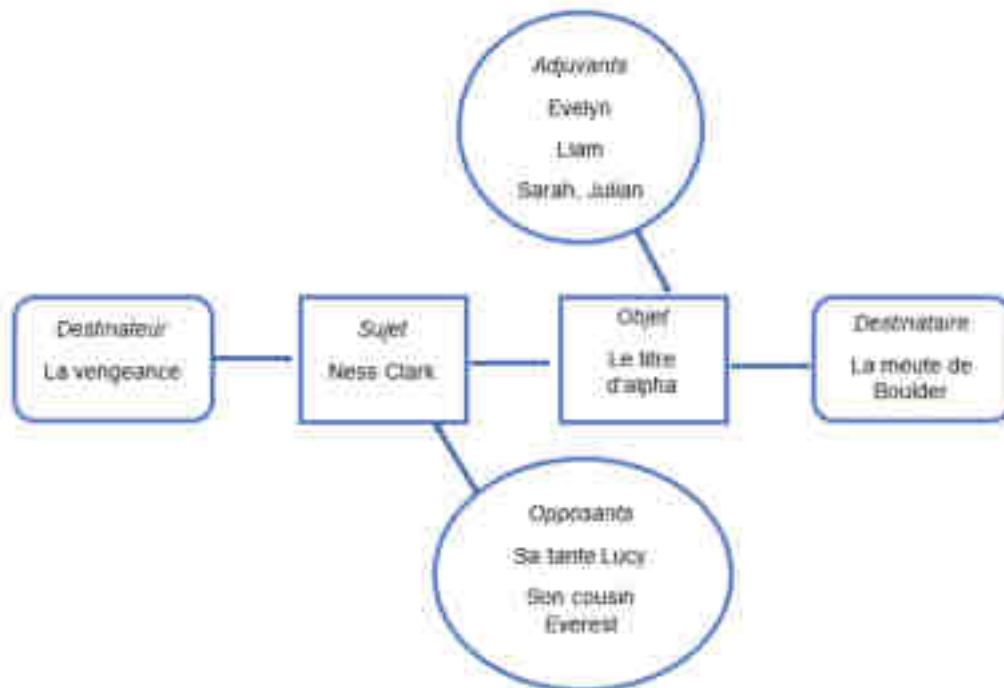 Adjuvants
Evelyn
Liam
Sarah, Julian
Destinateur
La vengeance
Sujet
Ness Clark
Objet
Le titre
d'alpha
Destinataire
La meute de
Boulder
Opposants
Sa tante Lucy
Son cousin
Everest